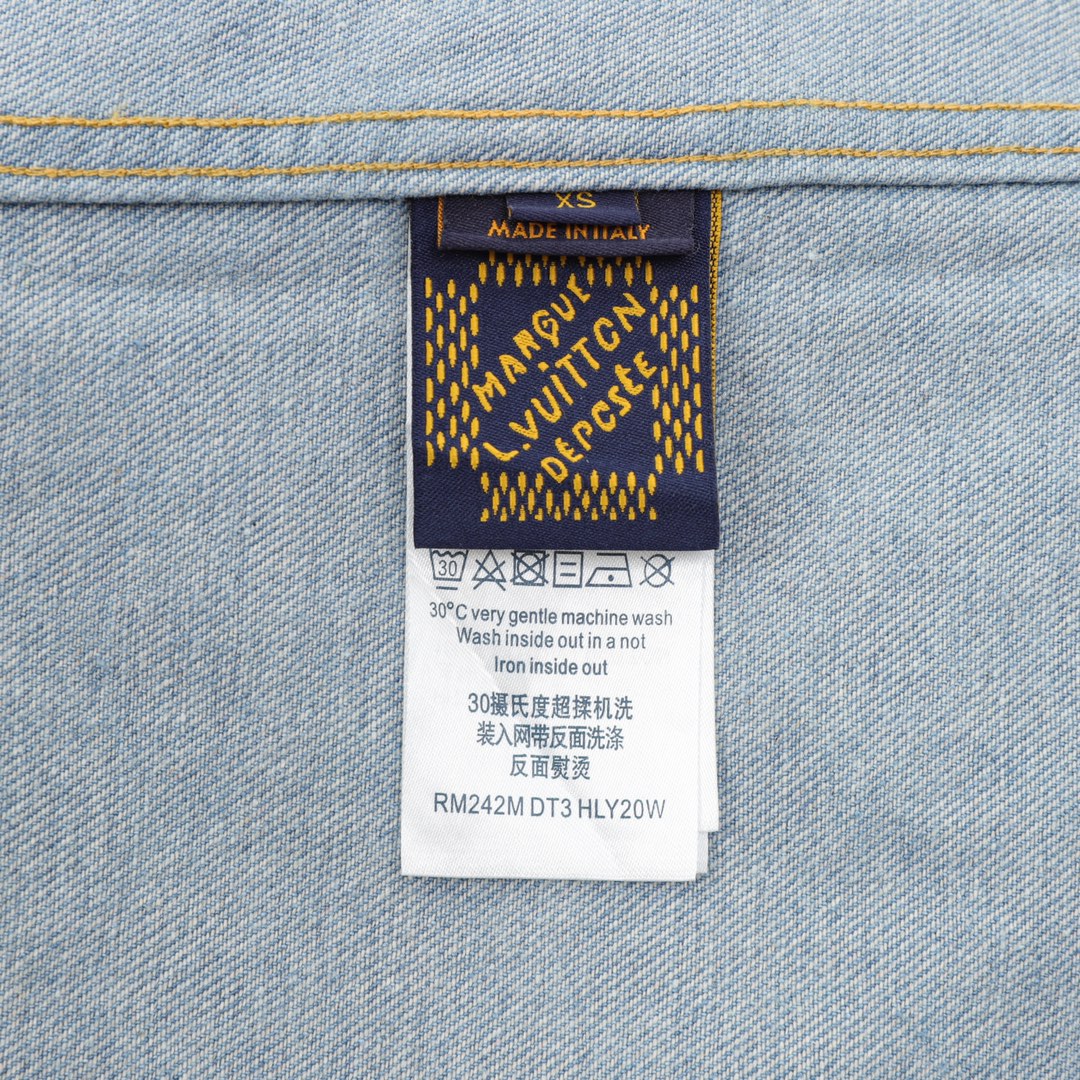 XS
MADE IN ITALY
MARQUE
L.VUITTON
DEPOSÉE
30
30°C very gentle machine wash
Wash inside out in a not
Iron inside out
30摄氏度超揉机洗
装入网带反面洗涤
反面熨烫
RM242M DT3 HLY20W